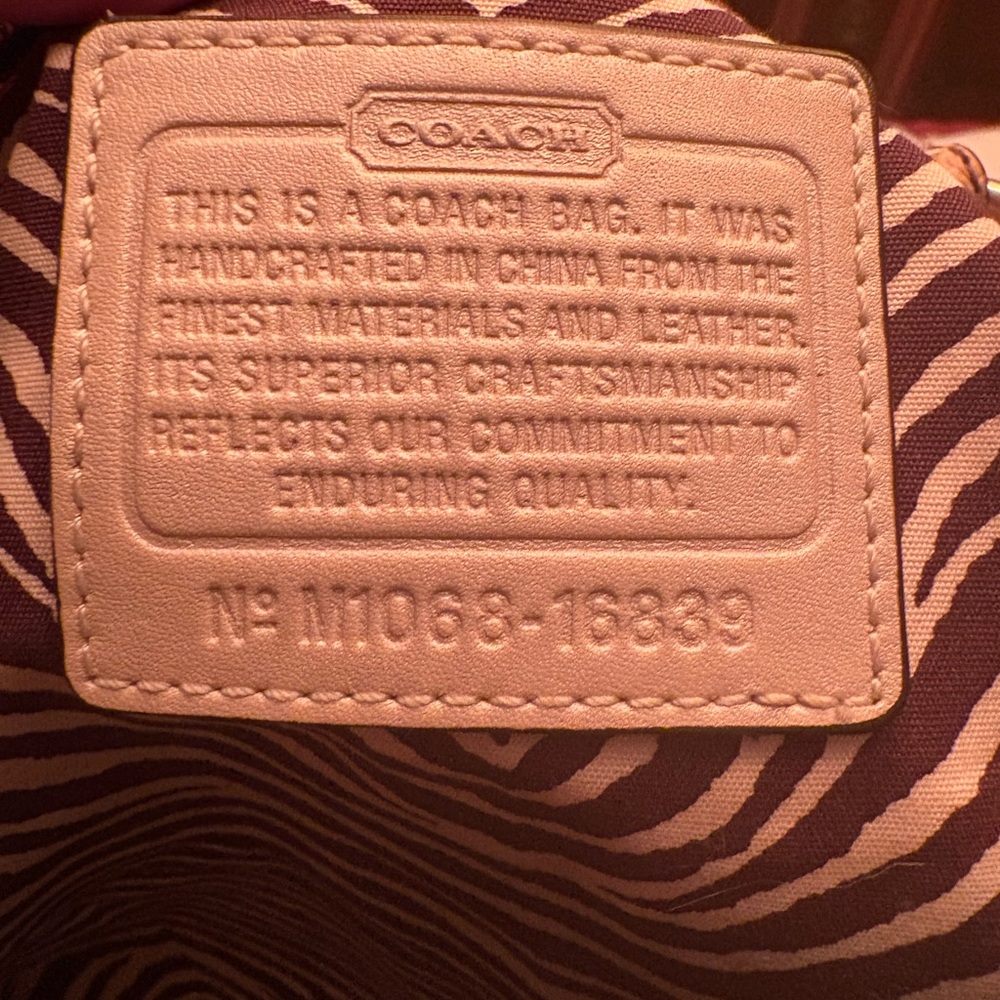 COACH
THIS IS A COACH BAG. IT WAS
HANDCRAFTED IN CHINA FROM THE
FINEST MATERIALS AND LEATHER.
ITS SUPERIOR CRAFTSMANSHIP
REFLECTS OUR COMMITMENT TO
ENDURING QUALITY.
Nº M1068-16839